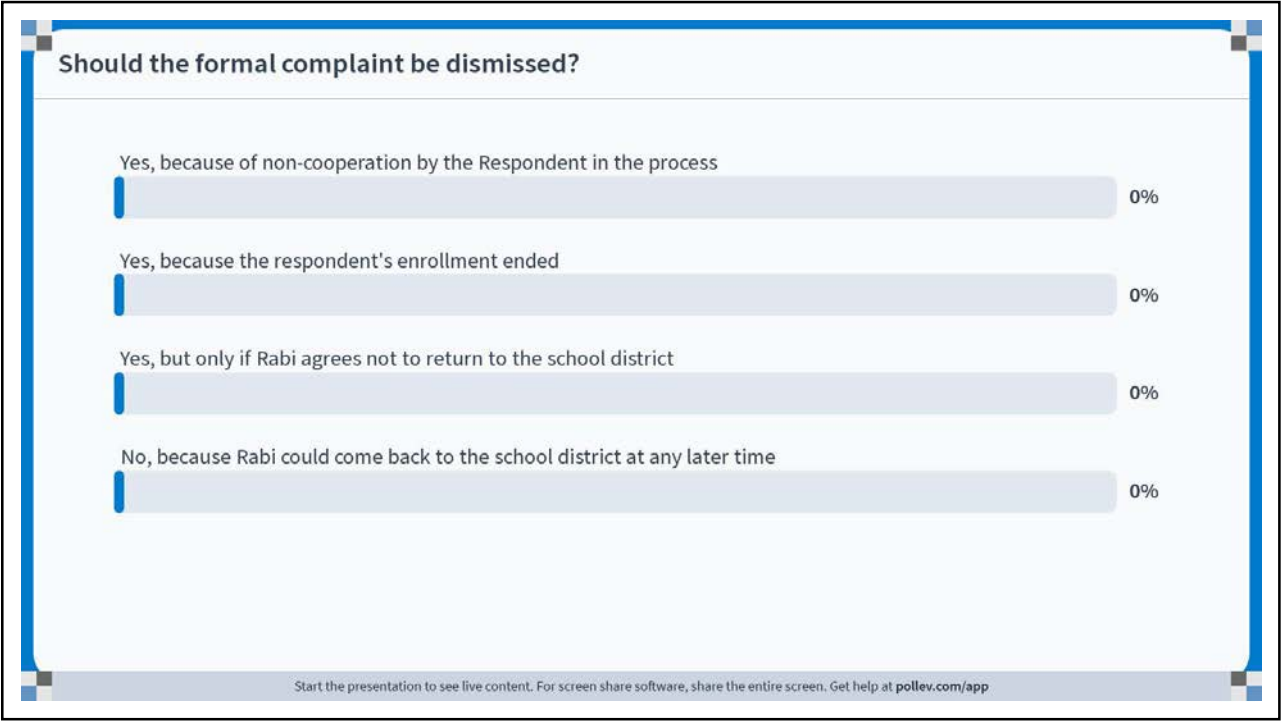 Should the formal complaint be dismissed?
Yes, because of non-cooperation by the Respondent in the process
0%
Yes, because the respondent's enrollment ended
0%
Yes, but only if Rabi agrees not to return to the school district
0%
No, because Rabi could come back to the school district at any later time
0%
Start the presentation to see live content. For screen share software, share the entire screen. Get help at pollev.com/app